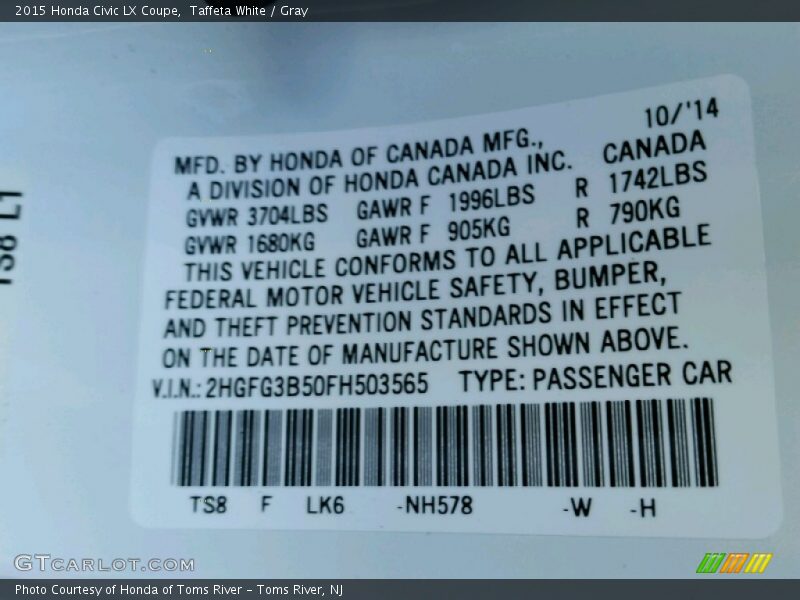 2015 Honda Civic LX Coupe, Taffeta White / Gray
10/'14
MFD. BY HONDA OF CANADA MFG., CANADA
A DIVISION OF HONDA CANADA INC.
GVWR 3704LBS GAWR F 1996LBS R 1742LBS
GVWR 1680KG GAWR F 905KG R 790KG
THIS VEHICLE CONFORMS TO ALL APPLICABLE
FEDERAL MOTOR VEHICLE SAFETY, BUMPER,
AND THEFT PREVENTION STANDARDS IN EFFECT
ON THE DATE OF MANUFACTURE SHOWN ABOVE.
V.I.N.: 2HGFG3B50FH503565 TYPE: PASSENGER CAR
TS8 F LK6 -NH578 -W -H
TS8 L1
GTCARLOT.COM
Photo Courtesy of Honda of Toms River – Toms River, NJ